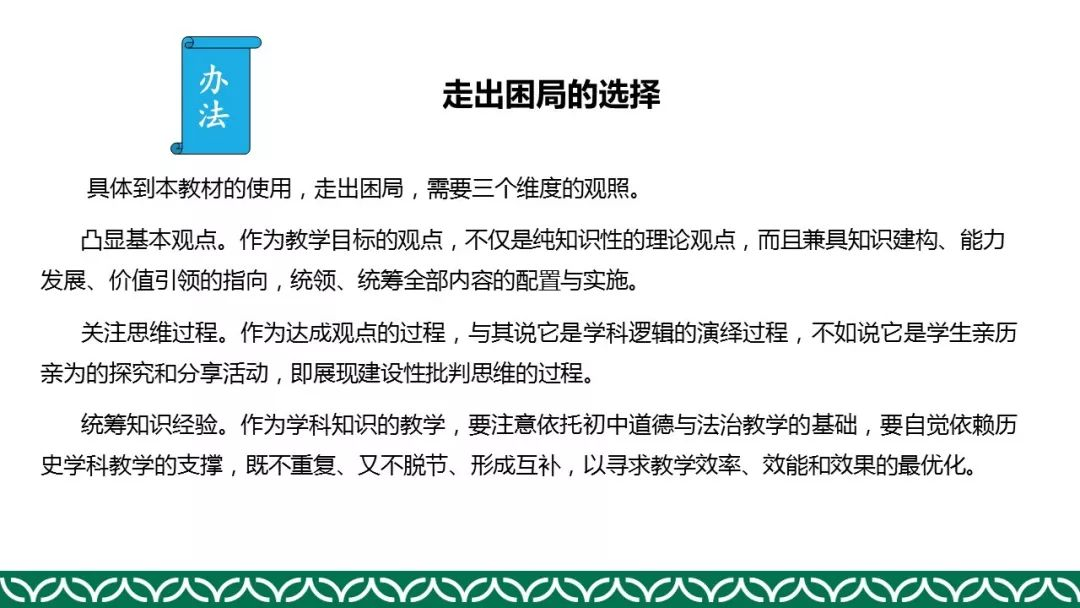 办法
走出困局的选择
具体到本教材的使用，走出困局，需要三个维度的观照。
凸显基本观点。作为教学目标的观点，不仅是纯知识性的理论观点，而且兼具知识建构、能力
发展、价值引领的指向，统领、统筹全部内容的配置与实施。
关注思维过程。作为达成观点的过程，与其说它是学科逻辑的演绎过程，不如说它是学生亲历
亲为的探究和分享活动，即展现建设性批判思维的过程。
统筹知识经验。作为学科知识的教学，要注意依托初中道德与法治教学的基础，要自觉依赖历
史学科教学的支撑，既不重复、又不脱节、形成互补，以寻求教学效率、效能和效果的最优化。